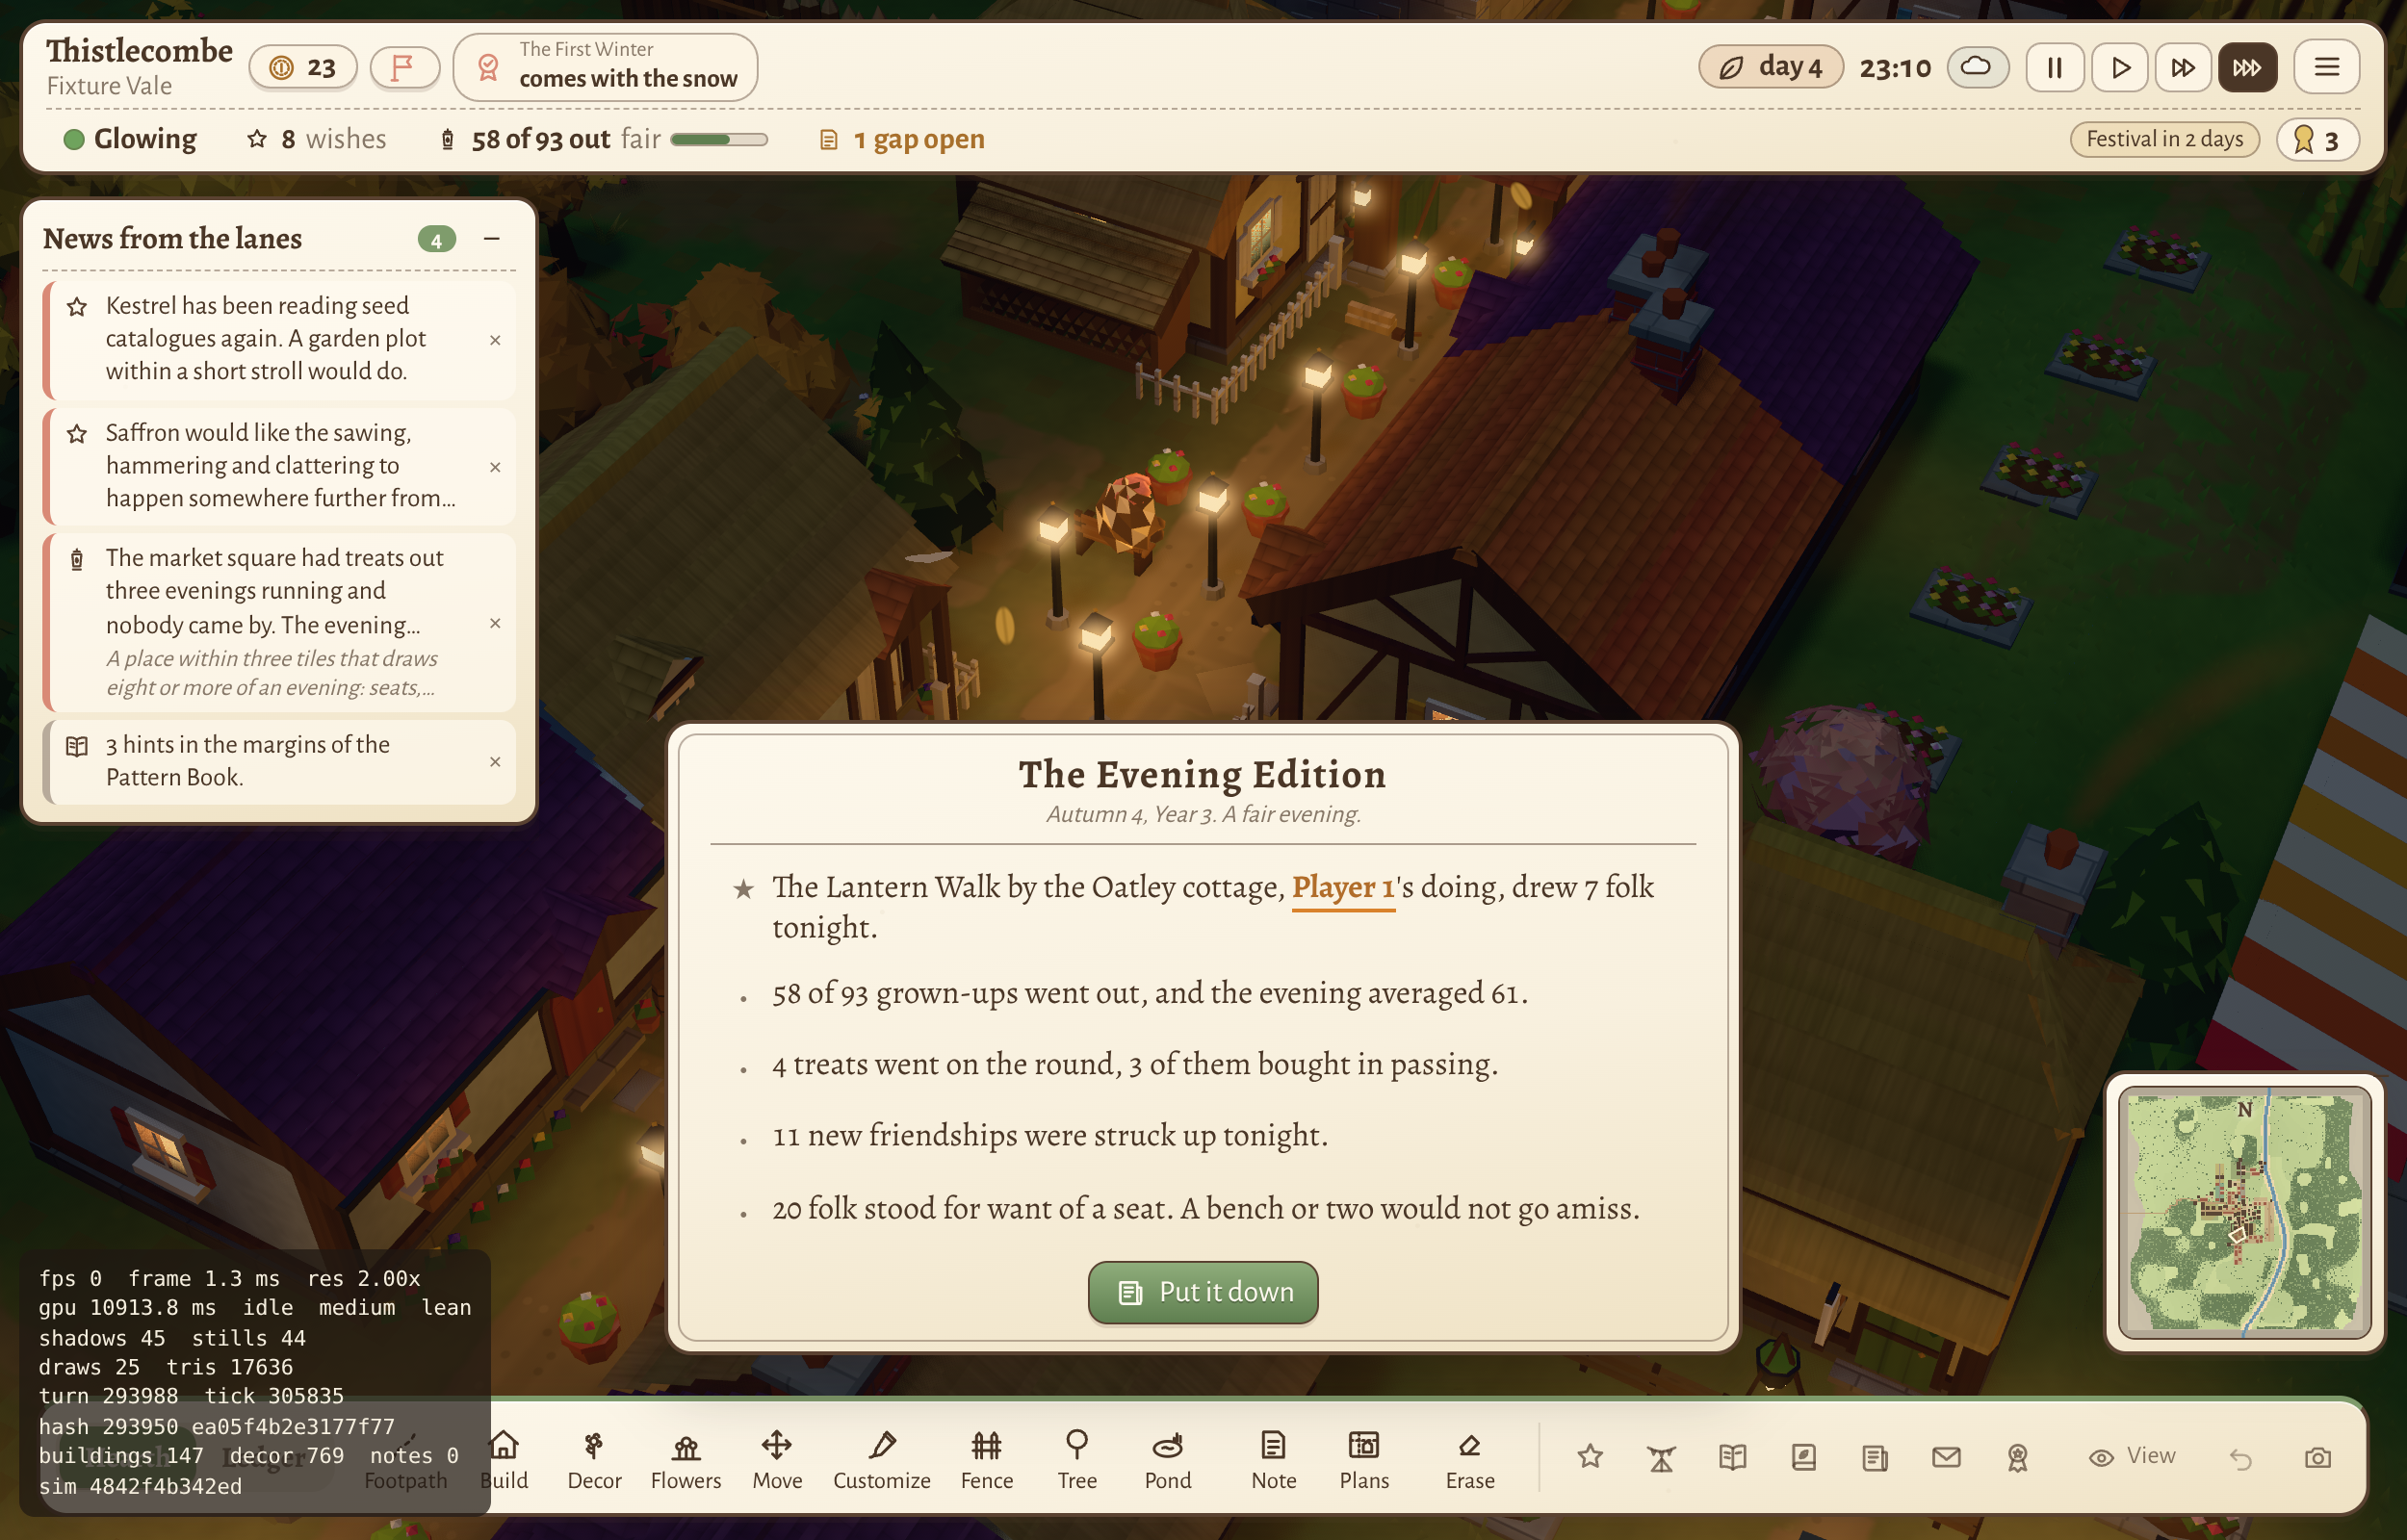 Thistlecombe
Fixture Vale
23
The First Winter
comes with the snow
day 4
23:10
Glowing
8 wishes
58 of 93 out fair
1 gap open
Festival in 2 days
3
News from the lanes
4
Kestrel has been reading seed
catalogues again. A garden plot
within a short stroll would do.
Saffron would like the sawing,
hammering and clattering to
happen somewhere further from...
The market square had treats out
three evenings running and
nobody came by. The evening...
A place within three tiles that draws
eight or more of an evening: seats,...
3 hints in the margins of the
Pattern Book.
The Evening Edition
Autumn 4, Year 3. A fair evening.
The Lantern Walk by the Oatley cottage, Player 1's doing, drew 7 folk
tonight.
58 of 93 grown-ups went out, and the evening averaged 61.
4 treats went on the round, 3 of them bought in passing.
11 new friendships were struck up tonight.
20 folk stood for want of a seat. A bench or two would not go amiss.
Put it down
N
fps 0 frame 1.3 ms res 2.00x
gpu 10913.8 ms idle medium lean
shadows 45 stills 44
draws 25 tris 17636
turn 293988 tick 305835
hash 293950 ea05f4b2e3177f77
buildings 147 decor 769 notes 0
sim 4842f4b342ed
Ledger
Footpath
Build
Decor
Flowers
Move
Customize
Fence
Tree
Pond
Note
Plans
Erase
View